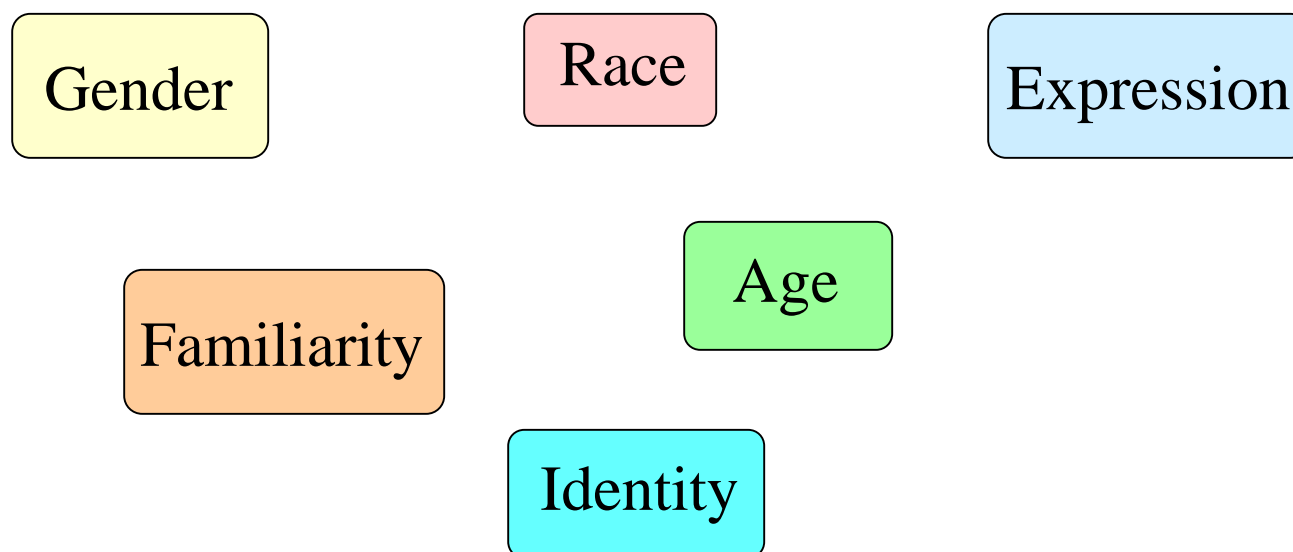 Gender
Race
Expression
Age
Familiarity
Identity